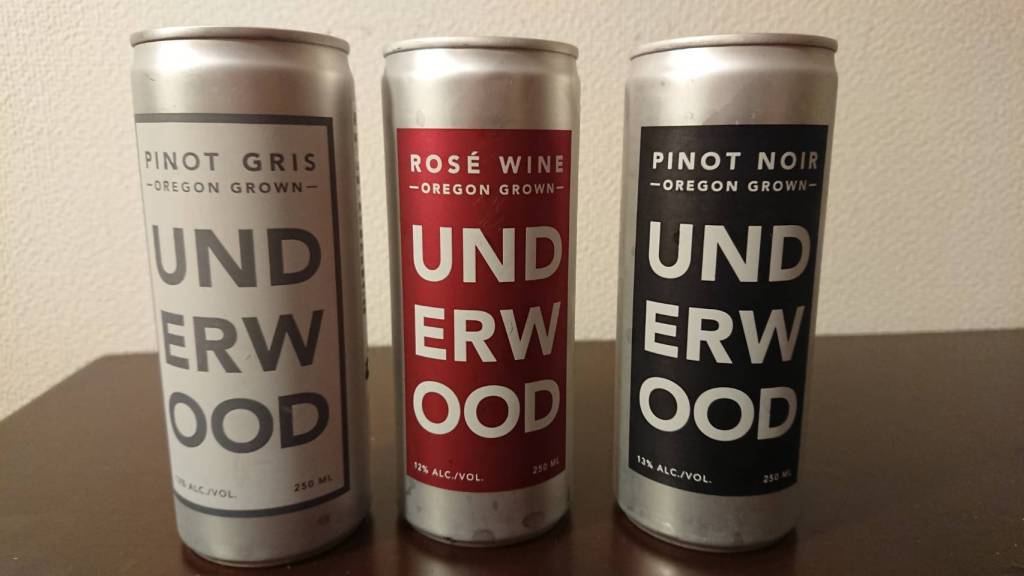 PINOT GRIS
—OREGON GROWN—
UND
ERW
OOD
ALC./VOL.
250 ML
ROSÉ WINE
—OREGON GROWN—
UND
ERW
OOD
12% ALC./VOL.
250 ML
PINOT NOIR
—OREGON GROWN—
UND
ERW
OOD
13% ALC./VOL.
250 ML